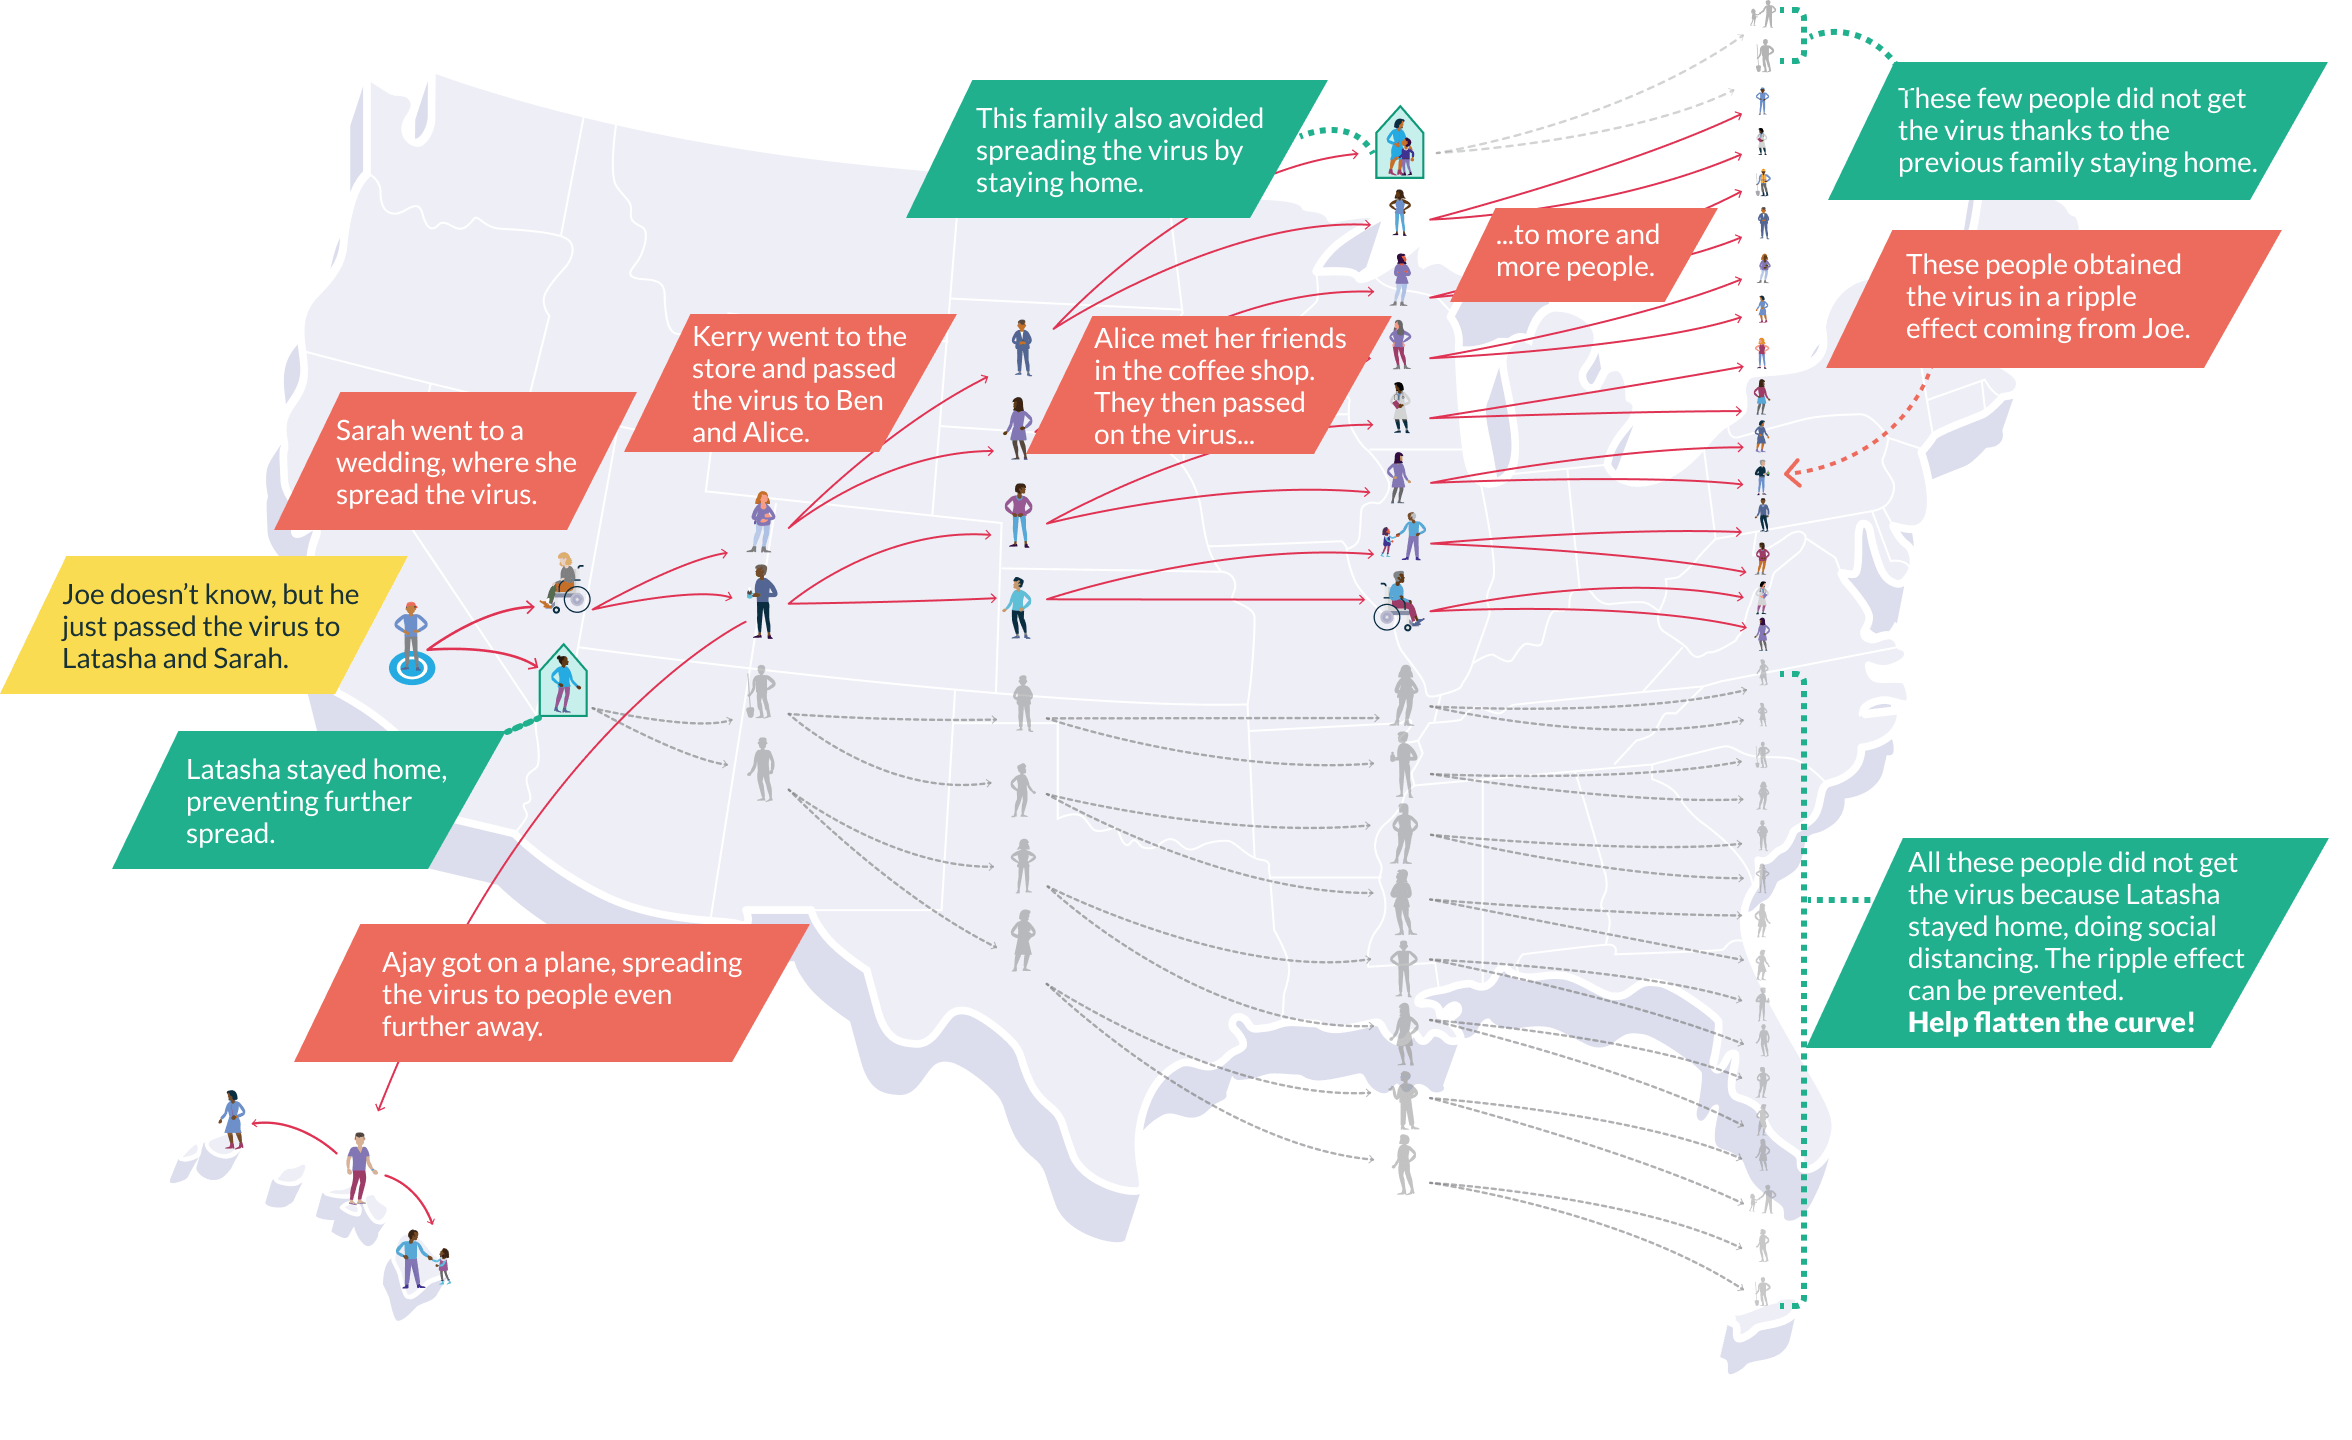 Joe doesn’t know, but he
just passed the virus to
Latasha and Sarah.
Sarah went to a
wedding, where she
spread the virus.
Latasha stayed home,
preventing further
spread.
Kerry went to the
store and passed
the virus to Ben
and Alice.
Ajay got on a plane, spreading
the virus to people even
further away.
This family also avoided
spreading the virus by
staying home.
Alice met her friends
in the coffee shop.
They then passed
on the virus...
...to more and
more people.
These few people did not get
the virus thanks to the
previous family staying home.
These people obtained
the virus in a ripple
effect coming from Joe.
All these people did not get
the virus because Latasha
stayed home, doing social
distancing. The ripple effect
can be prevented.
Help flatten the curve!